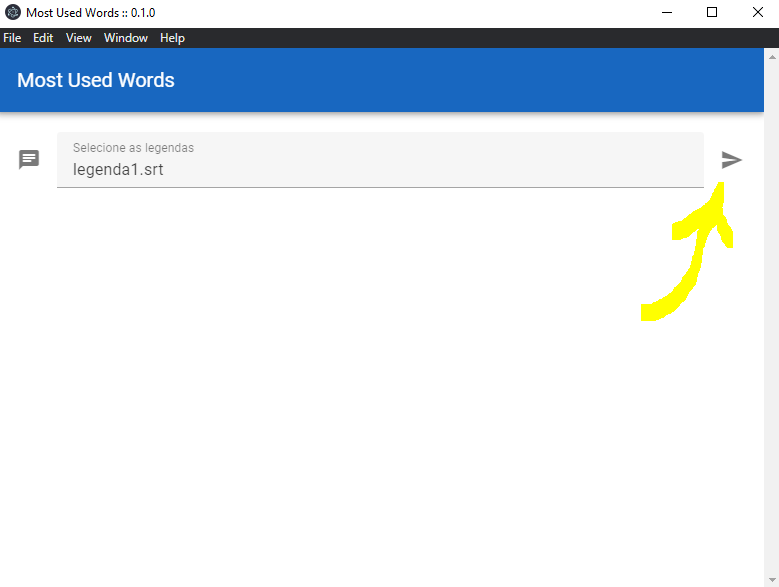 Most Used Words :: 0.1.0
File Edit View Window Help
Most Used Words
Selecione as legendas
legenda1.srt